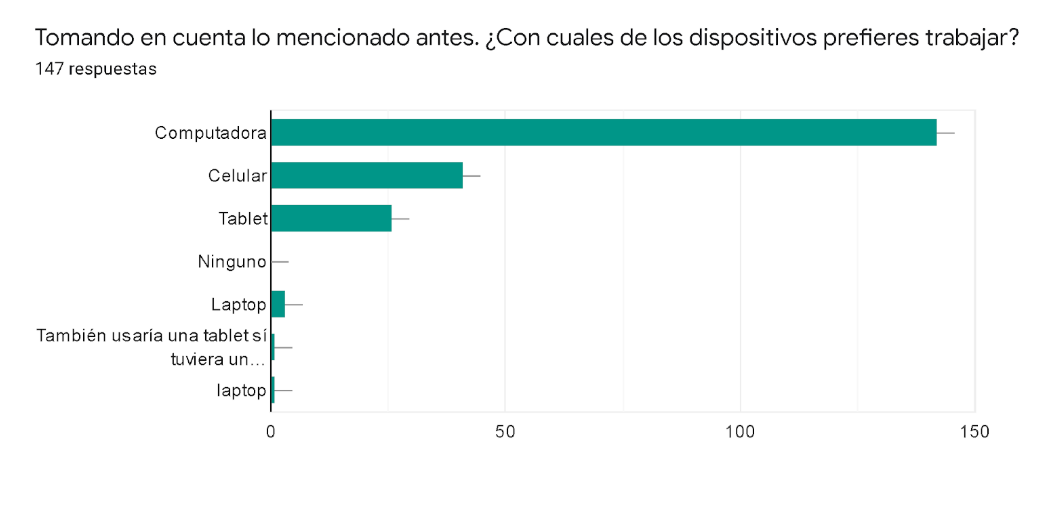 Tomando en cuenta lo mencionado antes. ¿Con cuales de los dispositivos prefieres trabajar?
147 respuestas
Computadora
Celular
Tablet
Ninguno
Laptop
También usaría una tablet sí
tuviera un...
laptop
0 50 100 150